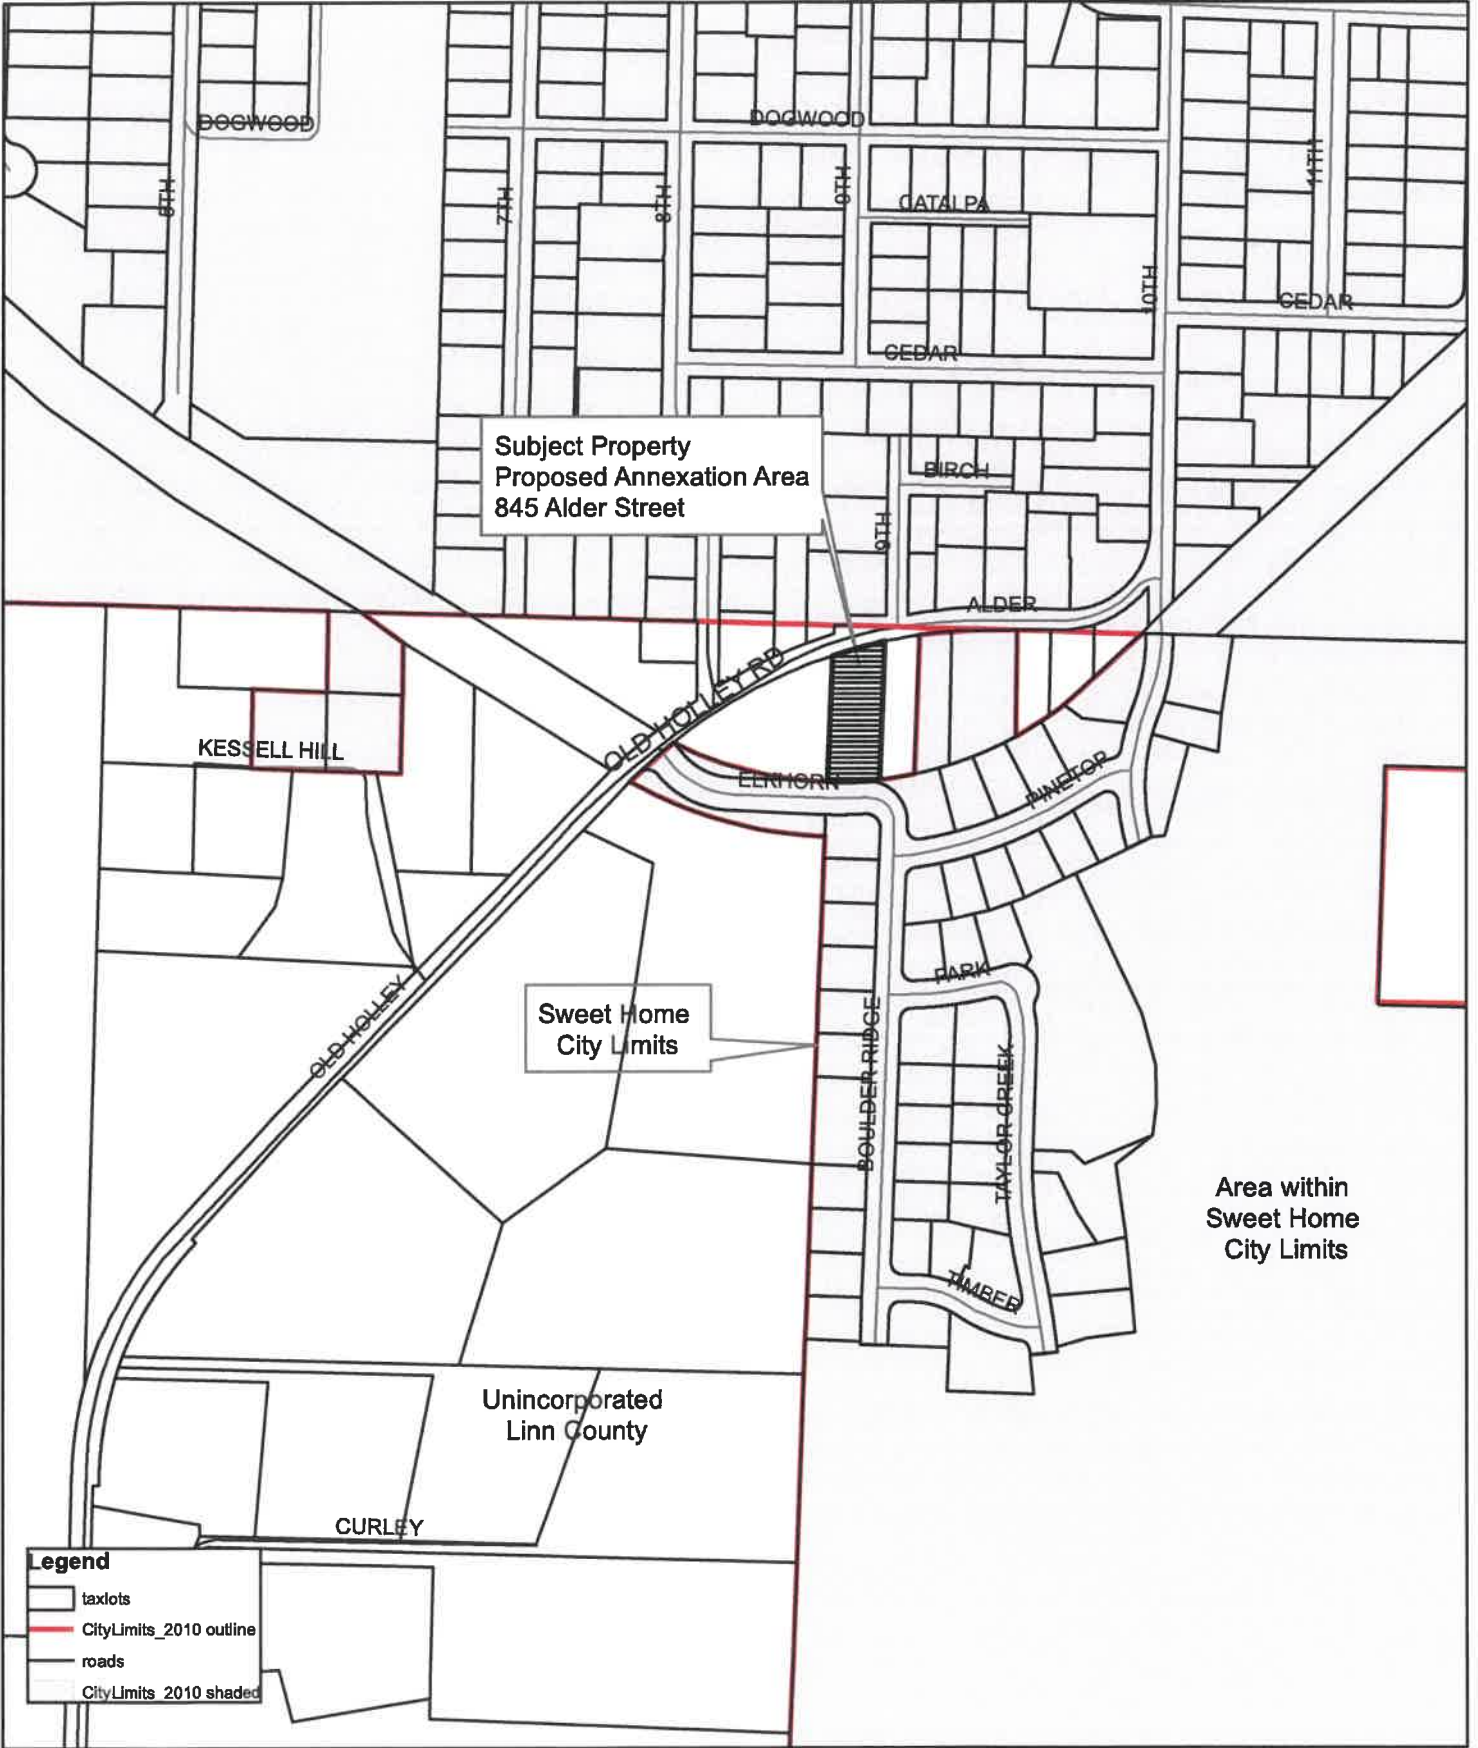 DOGWOOD
DOGWOOD
6TH
7TH
8TH
9TH
11TH
CATALPA
10TH
CEDAR
CEDAR
Subject Property
Proposed Annexation Area
845 Alder Street
BIRCH
9TH
ALDER
OLD HOLLEY RD
KESSELL HILL
ELKHORN
PINETOP
PARK
OLD HOLLEY
Sweet Home
City Limits
BOULDER RIDGE
TAYLOR CREEK
Area within
Sweet Home
City Limits
TIMBER
Unincorporated
Linn County
CURLEY
Legend
taxlots
CityLimits_2010 outline
roads
CityLimits_2010 shaded